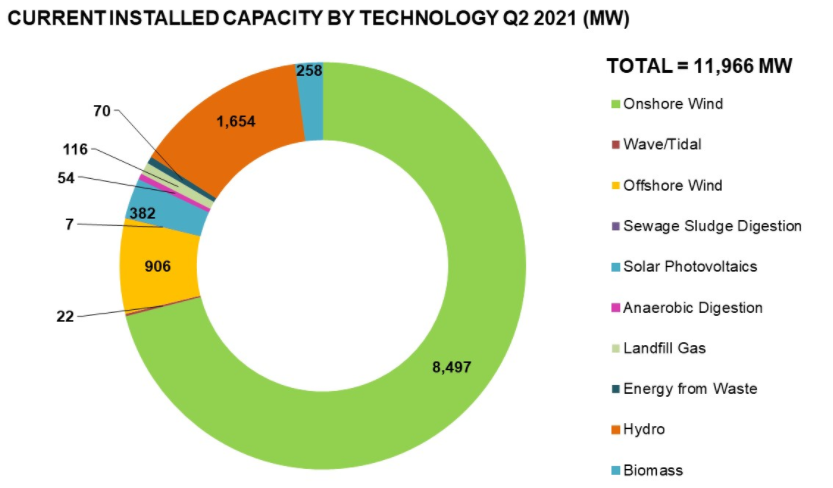 CURRENT INSTALLED CAPACITY BY TECHNOLOGY Q2 2021 (MW)
TOTAL = 11,966 MW
258
70
1,654
116
54
382
7
906
22
8,497
Onshore Wind
Wave/Tidal
Offshore Wind
Sewage Sludge Digestion
Solar Photovoltaics
Anaerobic Digestion
Landfill Gas
Energy from Waste
Hydro
Biomass